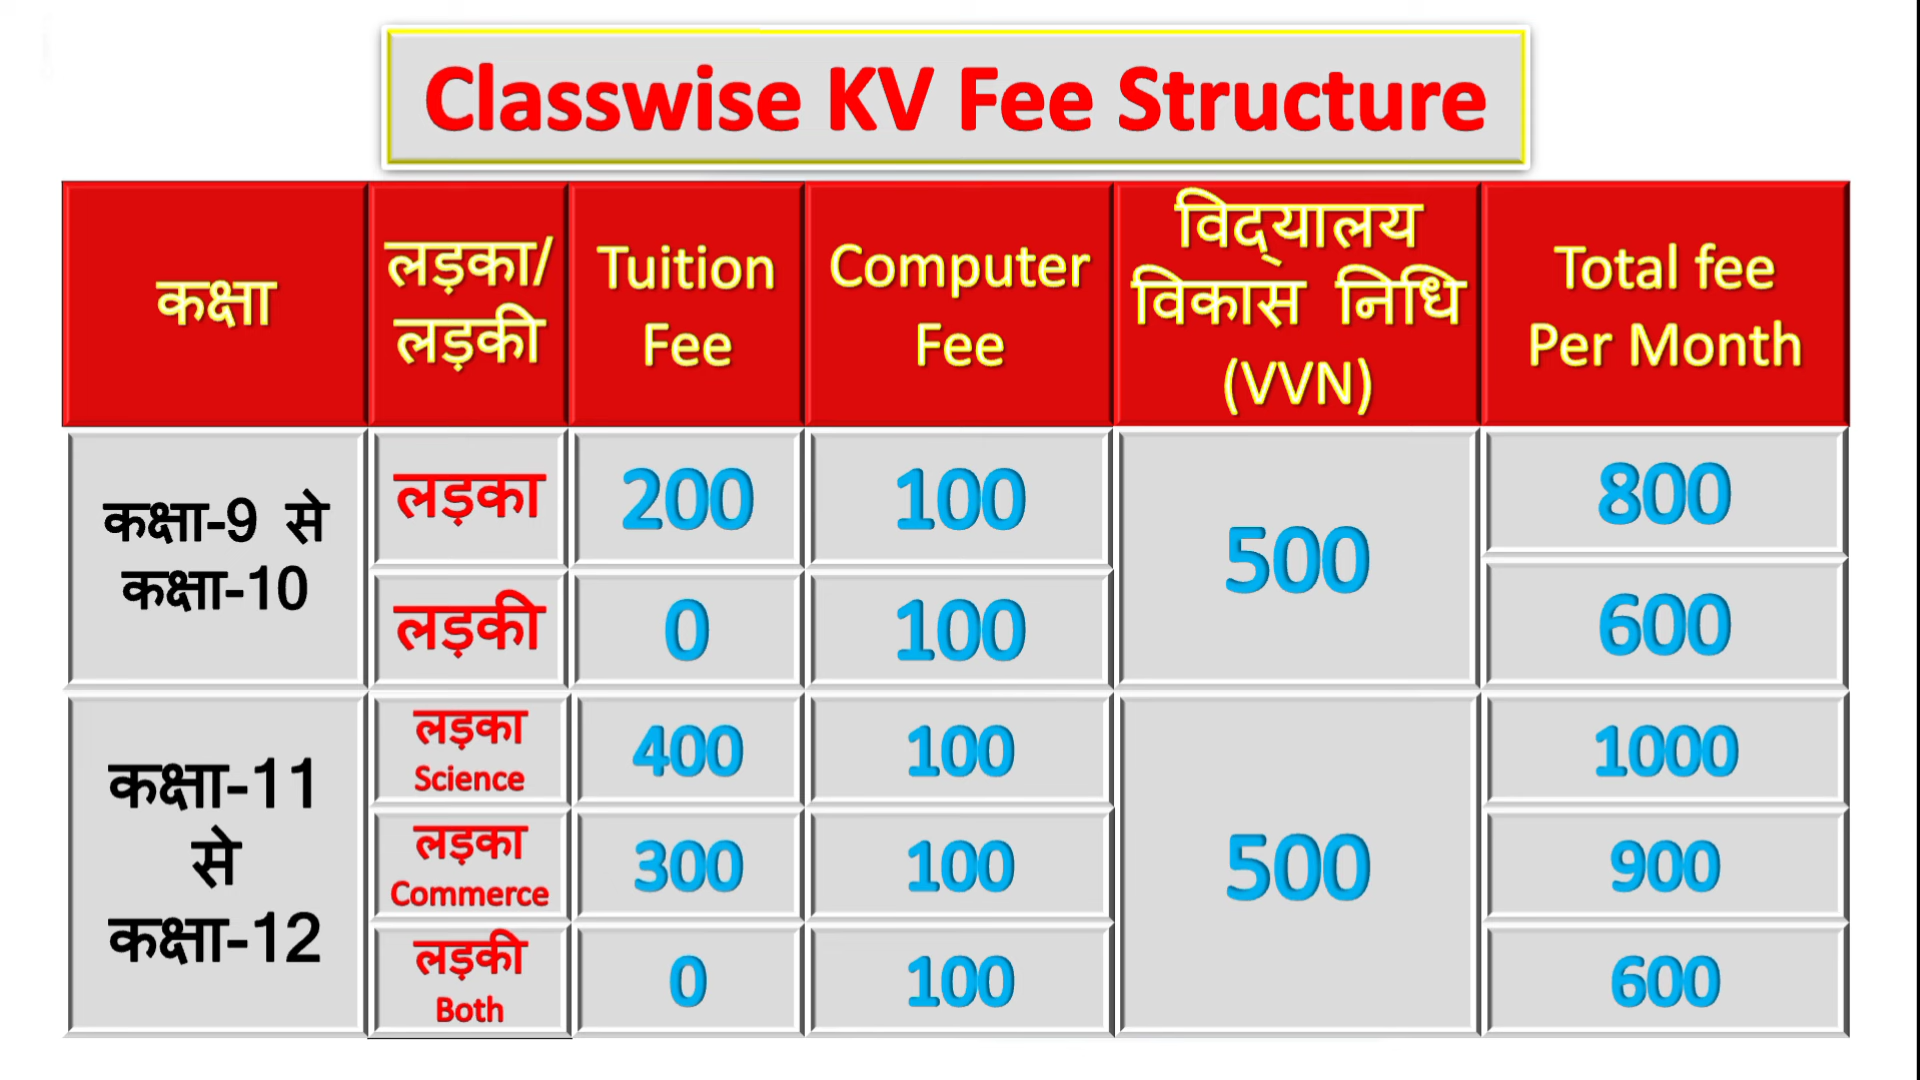 Classwise KV Fee Structure
कक्षा
लड़का/
लड़की
Tuition
Fee
Computer
Fee
विद्‌यालय
विकास निधि
(VVN)
Total fee
Per Month
कक्षा-9 से
कक्षा-10
लड़का
200
100
500
800
लड़की
0
100
600
कक्षा-11
से
कक्षा-12
लड़का
Science
400
100
500
1000
लड़का
Commerce
300
100
900
लड़की
Both
0
100
600